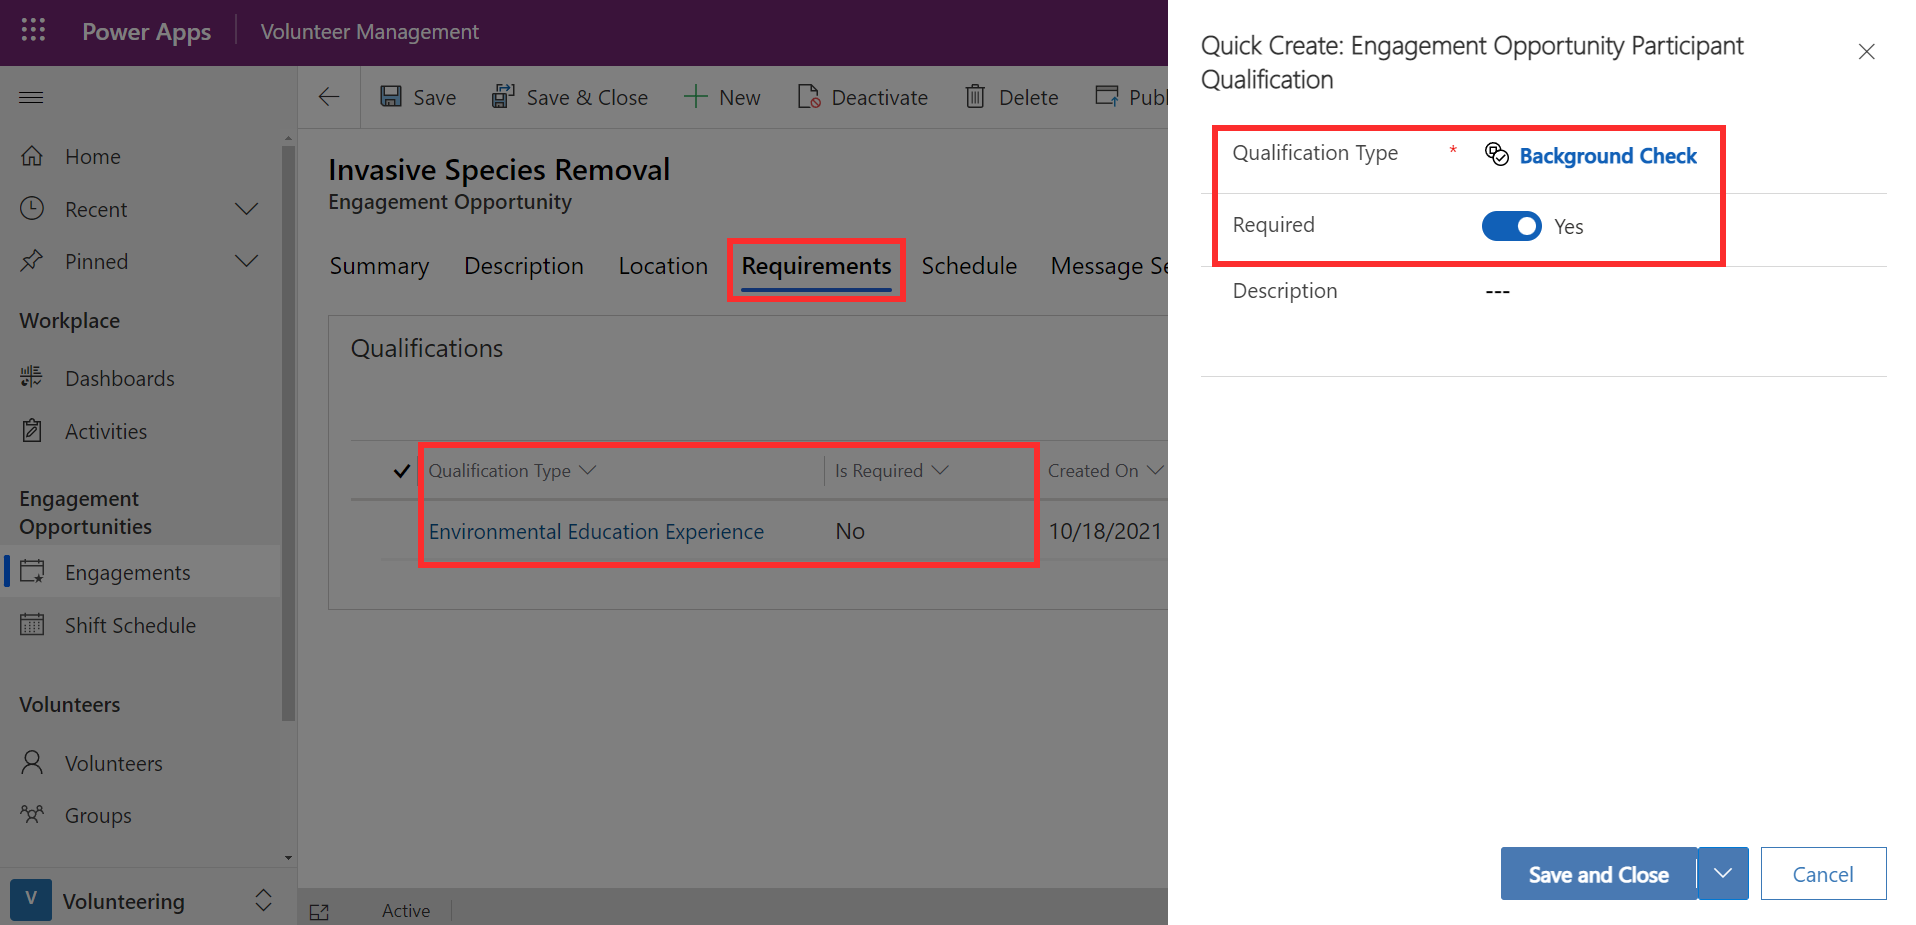 Power Apps
Volunteer Management
Home
Recent
Pinned
Workplace
Dashboards
Activities
Engagement
Opportunities
Engagements
Shift Schedule
Volunteers
Volunteers
Groups
V
Volunteering
Save
Save & Close
New
Deactivate
Delete
Publ
Invasive Species Removal
Engagement Opportunity
Summary
Description
Location
Requirements
Schedule
Message Se
Qualifications
Qualification Type
Is Required
Created On
Environmental Education Experience
No
10/18/2021
Active
Quick Create: Engagement Opportunity Participant
Qualification
Qualification Type *
Background Check
Required
Yes
Description
---
Save and Close
Cancel